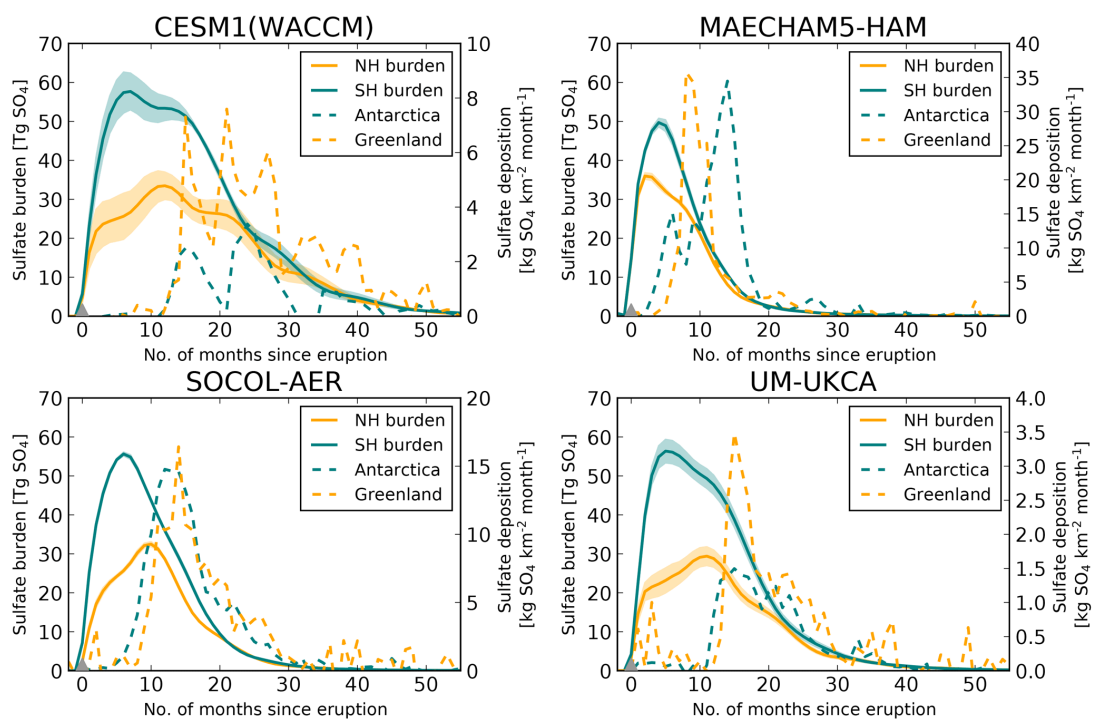 CESM1(WACCM)
70
60
50
40
30
20
10
0
Sulfate burden [Tg SO₄]
NH burden
SH burden
Antarctica
Greenland
10
8
6
4
2
0
Sulfate deposition
[kg SO₄ km⁻² month⁻¹]
0 10 20 30 40 50
No. of months since eruption
MAECHAM5-HAM
70
60
50
40
30
20
10
0
Sulfate burden [Tg SO₄]
NH burden
SH burden
Antarctica
Greenland
40
35
30
25
20
15
10
5
0
Sulfate deposition
[kg SO₄ km⁻² month⁻¹]
0 10 20 30 40 50
No. of months since eruption
SOCOL-AER
70
60
50
40
30
20
10
0
Sulfate burden [Tg SO₄]
NH burden
SH burden
Antarctica
Greenland
20
15
10
5
0
Sulfate deposition
[kg SO₄ km⁻² month⁻¹]
0 10 20 30 40 50
No. of months since eruption
UM-UKCA
70
60
50
40
30
20
10
0
Sulfate burden [Tg SO₄]
NH burden
SH burden
Antarctica
Greenland
4.0
3.5
3.0
2.5
2.0
1.5
1.0
0.5
0.0
Sulfate deposition
[kg SO₄ km⁻² month⁻¹]
0 10 20 30 40 50
No. of months since eruption